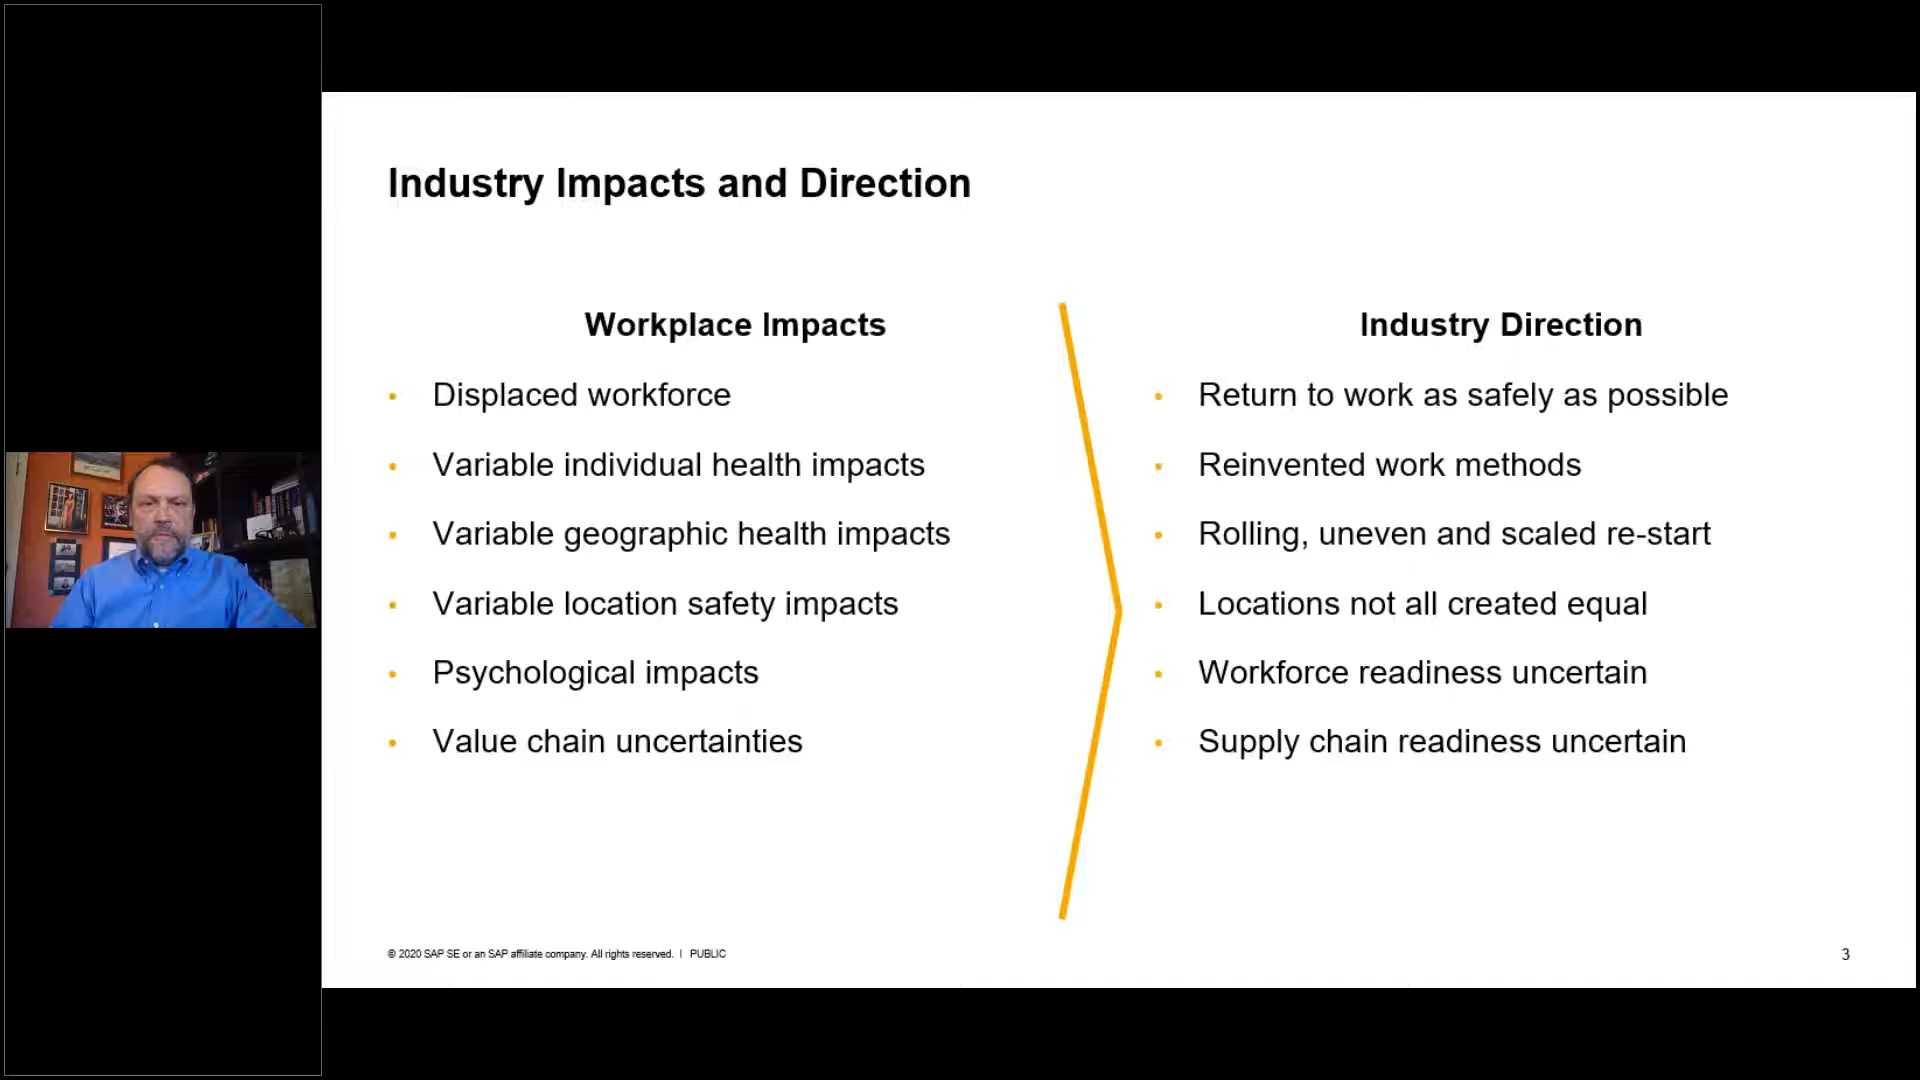 Industry Impacts and Direction
Workplace Impacts
• Displaced workforce
• Variable individual health impacts
• Variable geographic health impacts
• Variable location safety impacts
• Psychological impacts
• Value chain uncertainties
Industry Direction
• Return to work as safely as possible
• Reinvented work methods
• Rolling, uneven and scaled re-start
• Locations not all created equal
• Workforce readiness uncertain
• Supply chain readiness uncertain
© 2020 SAP SE or an SAP affiliate company. All rights reserved. | PUBLIC
3